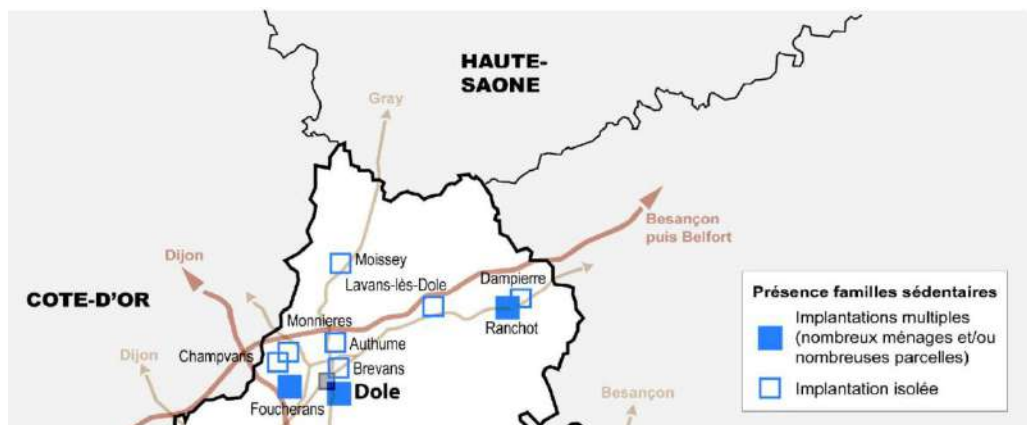 HAUTE-
SAONE
Gray
Besançon
puis Belfort
Dijon
Moissey
Lavans-lès-Dole
Dampierre
COTE-D'OR
Monnieres
Ranchot
Authume
Champvans
Dijon
Brevans
Dole
Foucherans
Besançon
Présence familles sédentaires
Implantations multiples
(nombreux ménages et/ou
nombreuses parcelles)
Implantation isolée